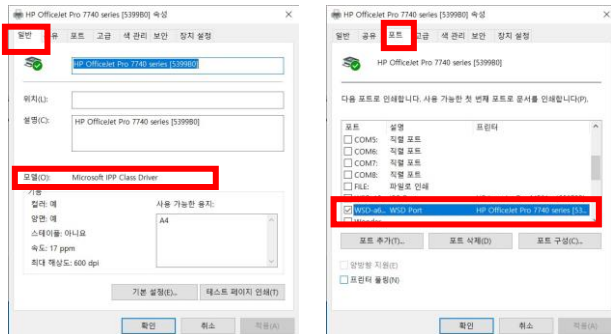 HP OfficeJet Pro 7740 series [5399B0] 속성
일반 공유 포트 고급 색 관리 보안 장치 설정
HP OfficeJet Pro 7740 series [5399B0]
위치(L):
설명(C):
HP OfficeJet Pro 7740 series [5399B0]
모델(O): Microsoft IPP Class Driver
기능
컬러: 예
사용 가능한 용지:
양면: 예
A4
스테이플: 아니요
속도: 17 ppm
최대 해상도: 600 dpi
기본 설정(E)...
테스트 페이지 인쇄(T)
확인
취소
적용(A)
HP OfficeJet Pro 7740 series [5399B0] 속성
일반 공유 포트 고급 색 관리 보안 장치 설정
HP OfficeJet Pro 7740 series [5399B0]
다음 포트로 인쇄합니다. 사용 가능한 첫 번째 포트로 문서를 인쇄합니다(P).
포트 설명 프린터
COM5: 직렬 포트
COM6: 직렬 포트
COM7: 직렬 포트
COM8: 직렬 포트
FILE: 파일로 인쇄
WSD-a6... WSD Port HP OfficeJet Pro 7740 series [53...
포트 추가(T)...
포트 삭제(D)
포트 구성(C)...
양방향 지원(E)
프린터 풀링(N)
확인
취소
적용(A)